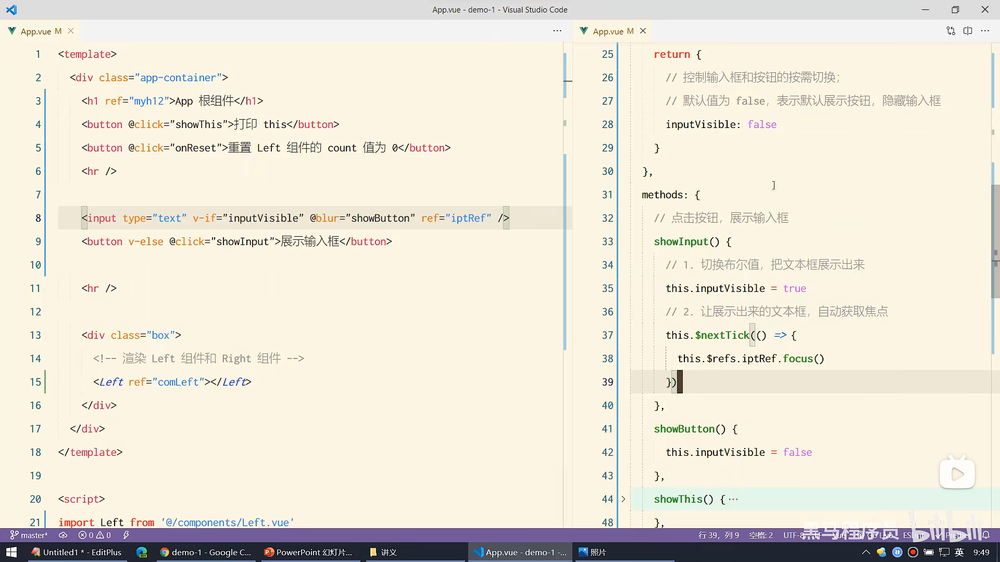 App.vue - demo-1 - Visual Studio Code
App.vue M
1 <template>
2 <div class="app-container">
3 <h1 ref="myh12">App 根组件</h1>
4 <button @click="showThis">打印 this</button>
5 <button @click="onReset">重置 Left 组件的 count 值为 0</button>
6 <hr />
7
8 <input type="text" v-if="inputVisible" @blur="showButton" ref="iptRef" />
9 <button v-else @click="showInput">展示输入框</button>
10
11 <hr />
12
13 <div class="box">
14 <!-- 渲染 Left 组件和 Right 组件 -->
15 <Left ref="comLeft"></Left>
16 </div>
17 </div>
18 </template>
19
20 <script>
21 import Left from '@/components/Left.vue'
App.vue M
25 return {
26 // 控制输入框和按钮的按需切换；
27 // 默认值为 false，表示默认展示按钮，隐藏输入框
28 inputVisible: false
29 }
30 },
31 methods: {
32 // 点击按钮，展示输入框
33 showInput() {
34 // 1. 切换布尔值，把文本框展示出来
35 this.inputVisible = true
36 // 2. 让展示出来的文本框，自动获取焦点
37 this.$nextTick(() => {
38 this.$refs.iptRef.focus()
39 })
40 },
41 showButton() {
42 this.inputVisible = false
43 },
44 showThis() {…
48 },
黑马程序员 bilibili
master* 0 0 行 39，列 9 空格: 2 UTF-8 LF Vue Go Live ESLint Prettier
Untitled1 * - EditPlus demo-1 - Google C... PowerPoint 幻灯片... 讲义 App.vue - demo-1 -... 照片 英 9:49